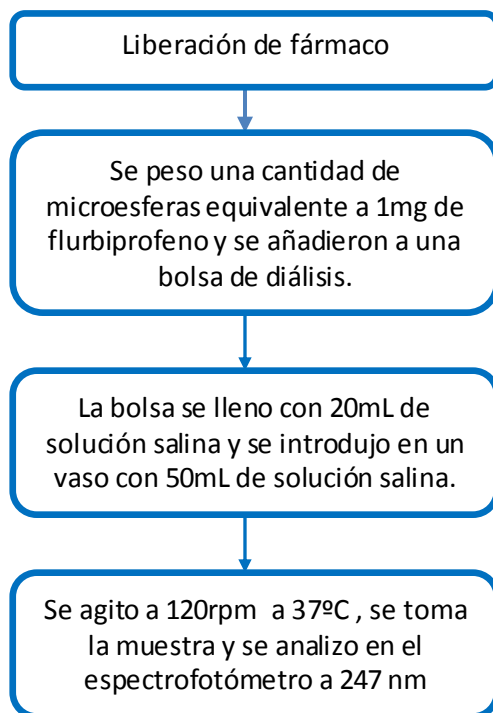 Liberación de fármaco
Se peso una cantidad de
microesferas equivalente a 1mg de
flurbiprofeno y se añadieron a una
bolsa de diálisis.
La bolsa se lleno con 20mL de
solución salina y se introdujo en un
vaso con 50mL de solución salina.
Se agito a 120rpm  a 37ºC , se toma
la muestra y se analizo en el
espectrofotómetro a 247 nm